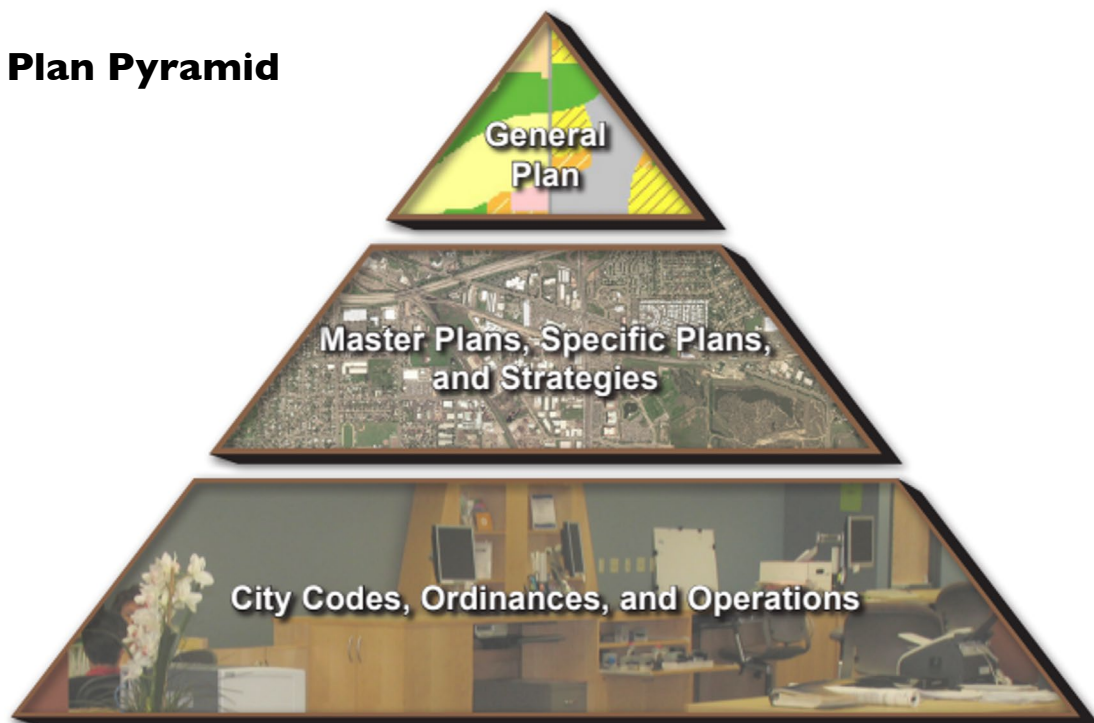 Plan Pyramid
General
Plan
Master Plans, Specific Plans,
and Strategies
City Codes, Ordinances, and Operations